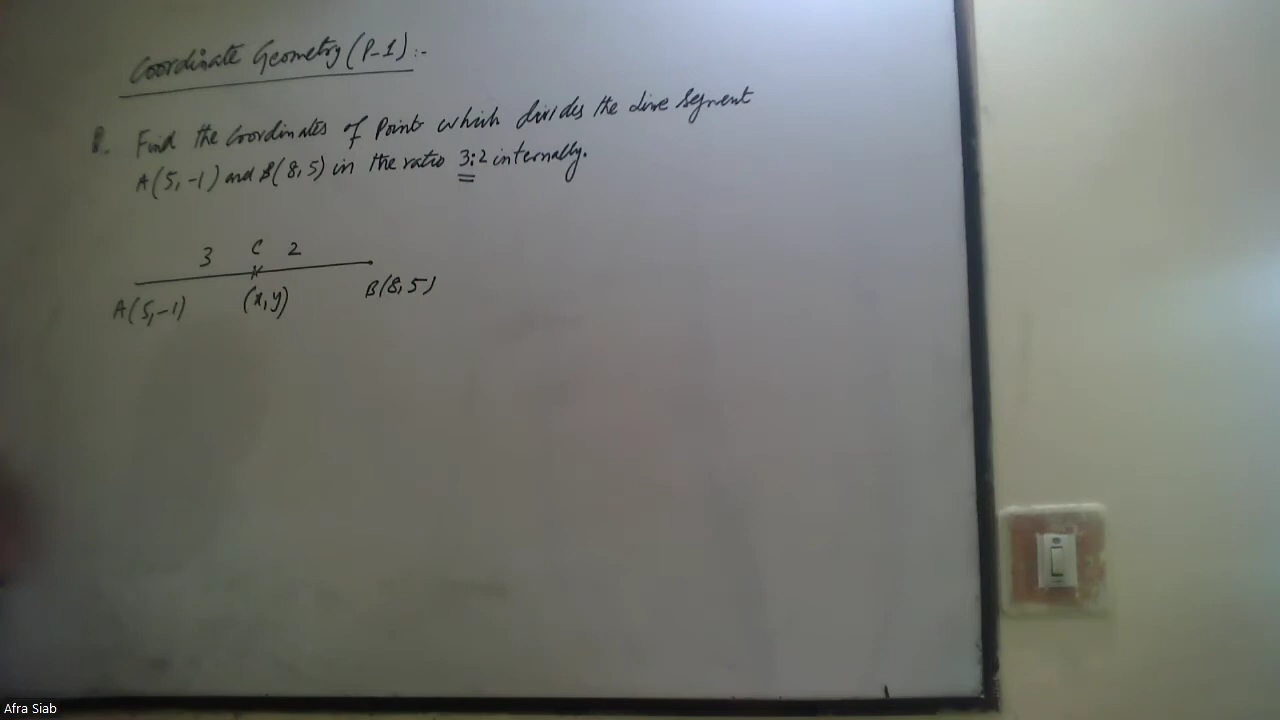 Coordinate Geometry (P-1):-
Q. Find the Coordinates of Point which divides the Line Segment
A(5, -1) and B(8, 5) in the ratio 3:2 internally.
3 C 2
A(5, -1) (x, y) B(8, 5)
Afra Siab